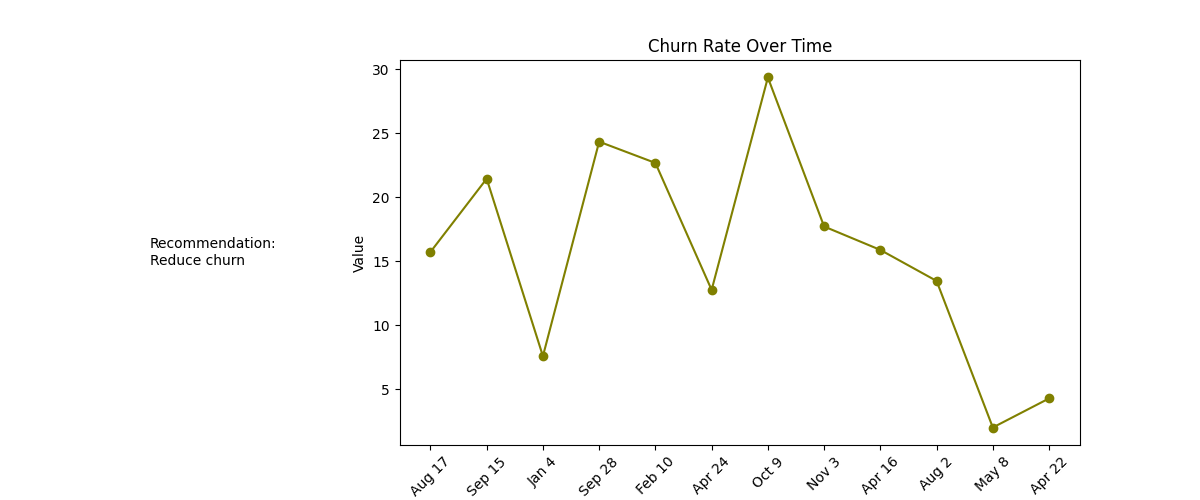 Churn Rate Over Time
Recommendation:
Reduce churn
Value
30
25
20
15
10
5
Aug 17
Sep 15
Jan 4
Sep 28
Feb 10
Apr 24
Oct 9
Nov 3
Apr 16
Aug 2
May 8
Apr 22